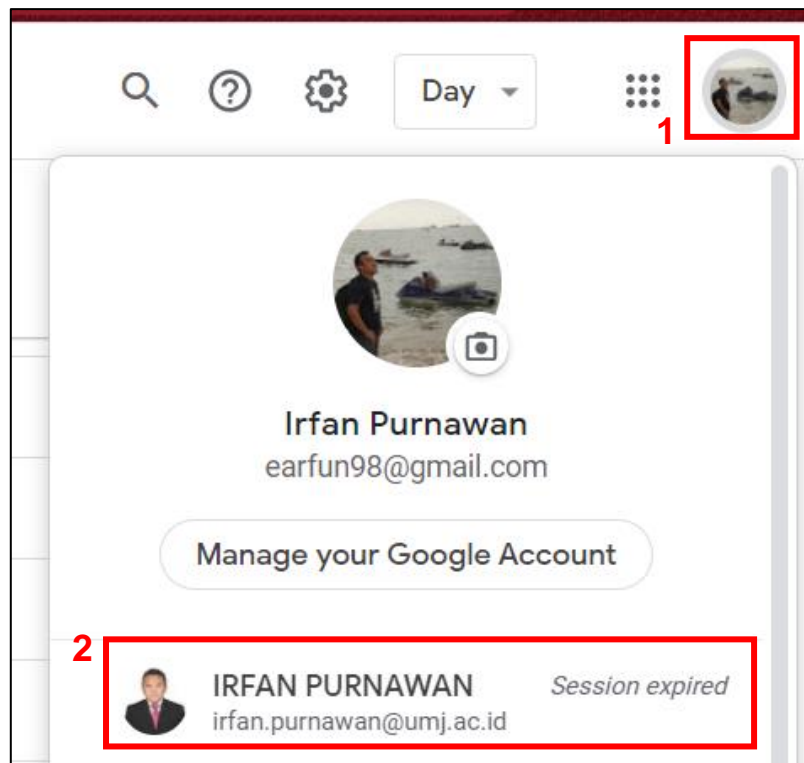 Day
1
Irfan Purnawan
earfun98@gmail.com
Manage your Google Account
2
IRFAN PURNAWAN Session expired
irfan.purnawan@umj.ac.id